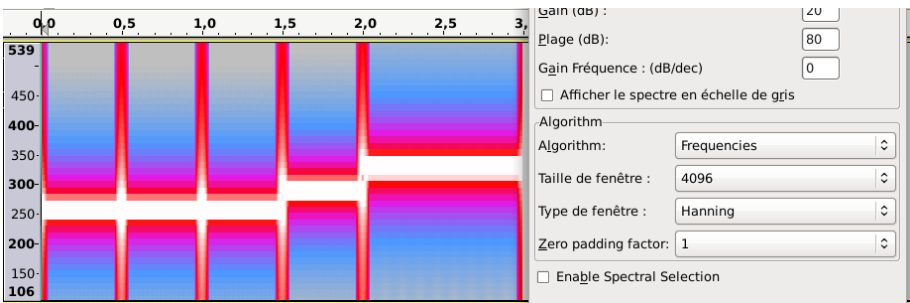 0,0 0,5 1,0 1,5 2,0 2,5 3,
539
450
400
350
300
250
200
150
106
Gain (dB) : 20
Plage (dB): 80
Gain Fréquence : (dB/dec) 0
Afficher le spectre en échelle de gris
Algorithm
Algorithm: Frequencies
Taille de fenêtre : 4096
Type de fenêtre : Hanning
Zero padding factor: 1
Enable Spectral Selection